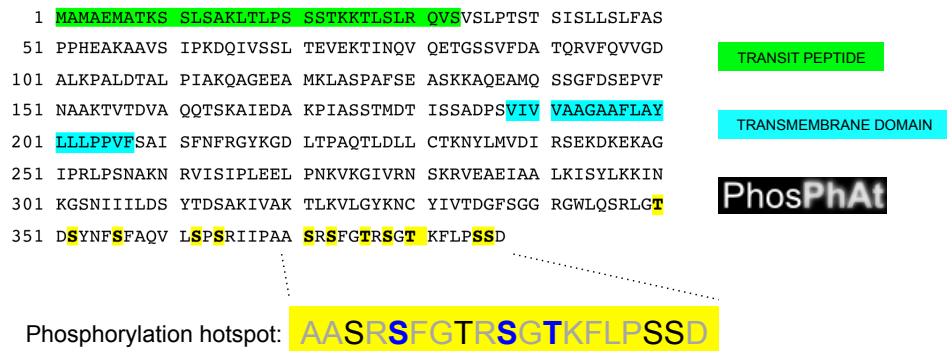 1 MAMAEMATKS SLSAKLTLPS SSTKKTLSLR QVSVSLPTST SISLLSLFAS
51 PPHEAKAAVS IPKDQIVSSL TEVEKTINQV QETGSSVFDA TQRVFQVVGD
101 ALKPALDTAL PIAKQAGEEA MKLASPAFSE ASKKAQEAMQ SSGFDSEPVF
151 NAAKTVTDVA QQTSKAIEDA KPIASSTMDT ISSADPSVIV VAAGAAFLAY
201 LLLPPVFSAI SFNFRGYKGD LTPAQTLDLL CTKNYLMVDI RSEKDKEKAG
251 IPRLPSNAKN RVISIPLEEL PNKVKGIVRN SKRVEAEIAA LKISYLKKIN
301 KGSNIIILDS YTDSAKIVAK TLKVLGYKNC YIVTDGFSGG RGWLQSRLGT
351 DSYNFSFAQV LSPSRIIPAA SRSFGTRSGT KFLPSSD
TRANSIT PEPTIDE
TRANSMEMBRANE DOMAIN
PhosPhAt
Phosphorylation hotspot: AASRSFGTRSGTKFLPSSD